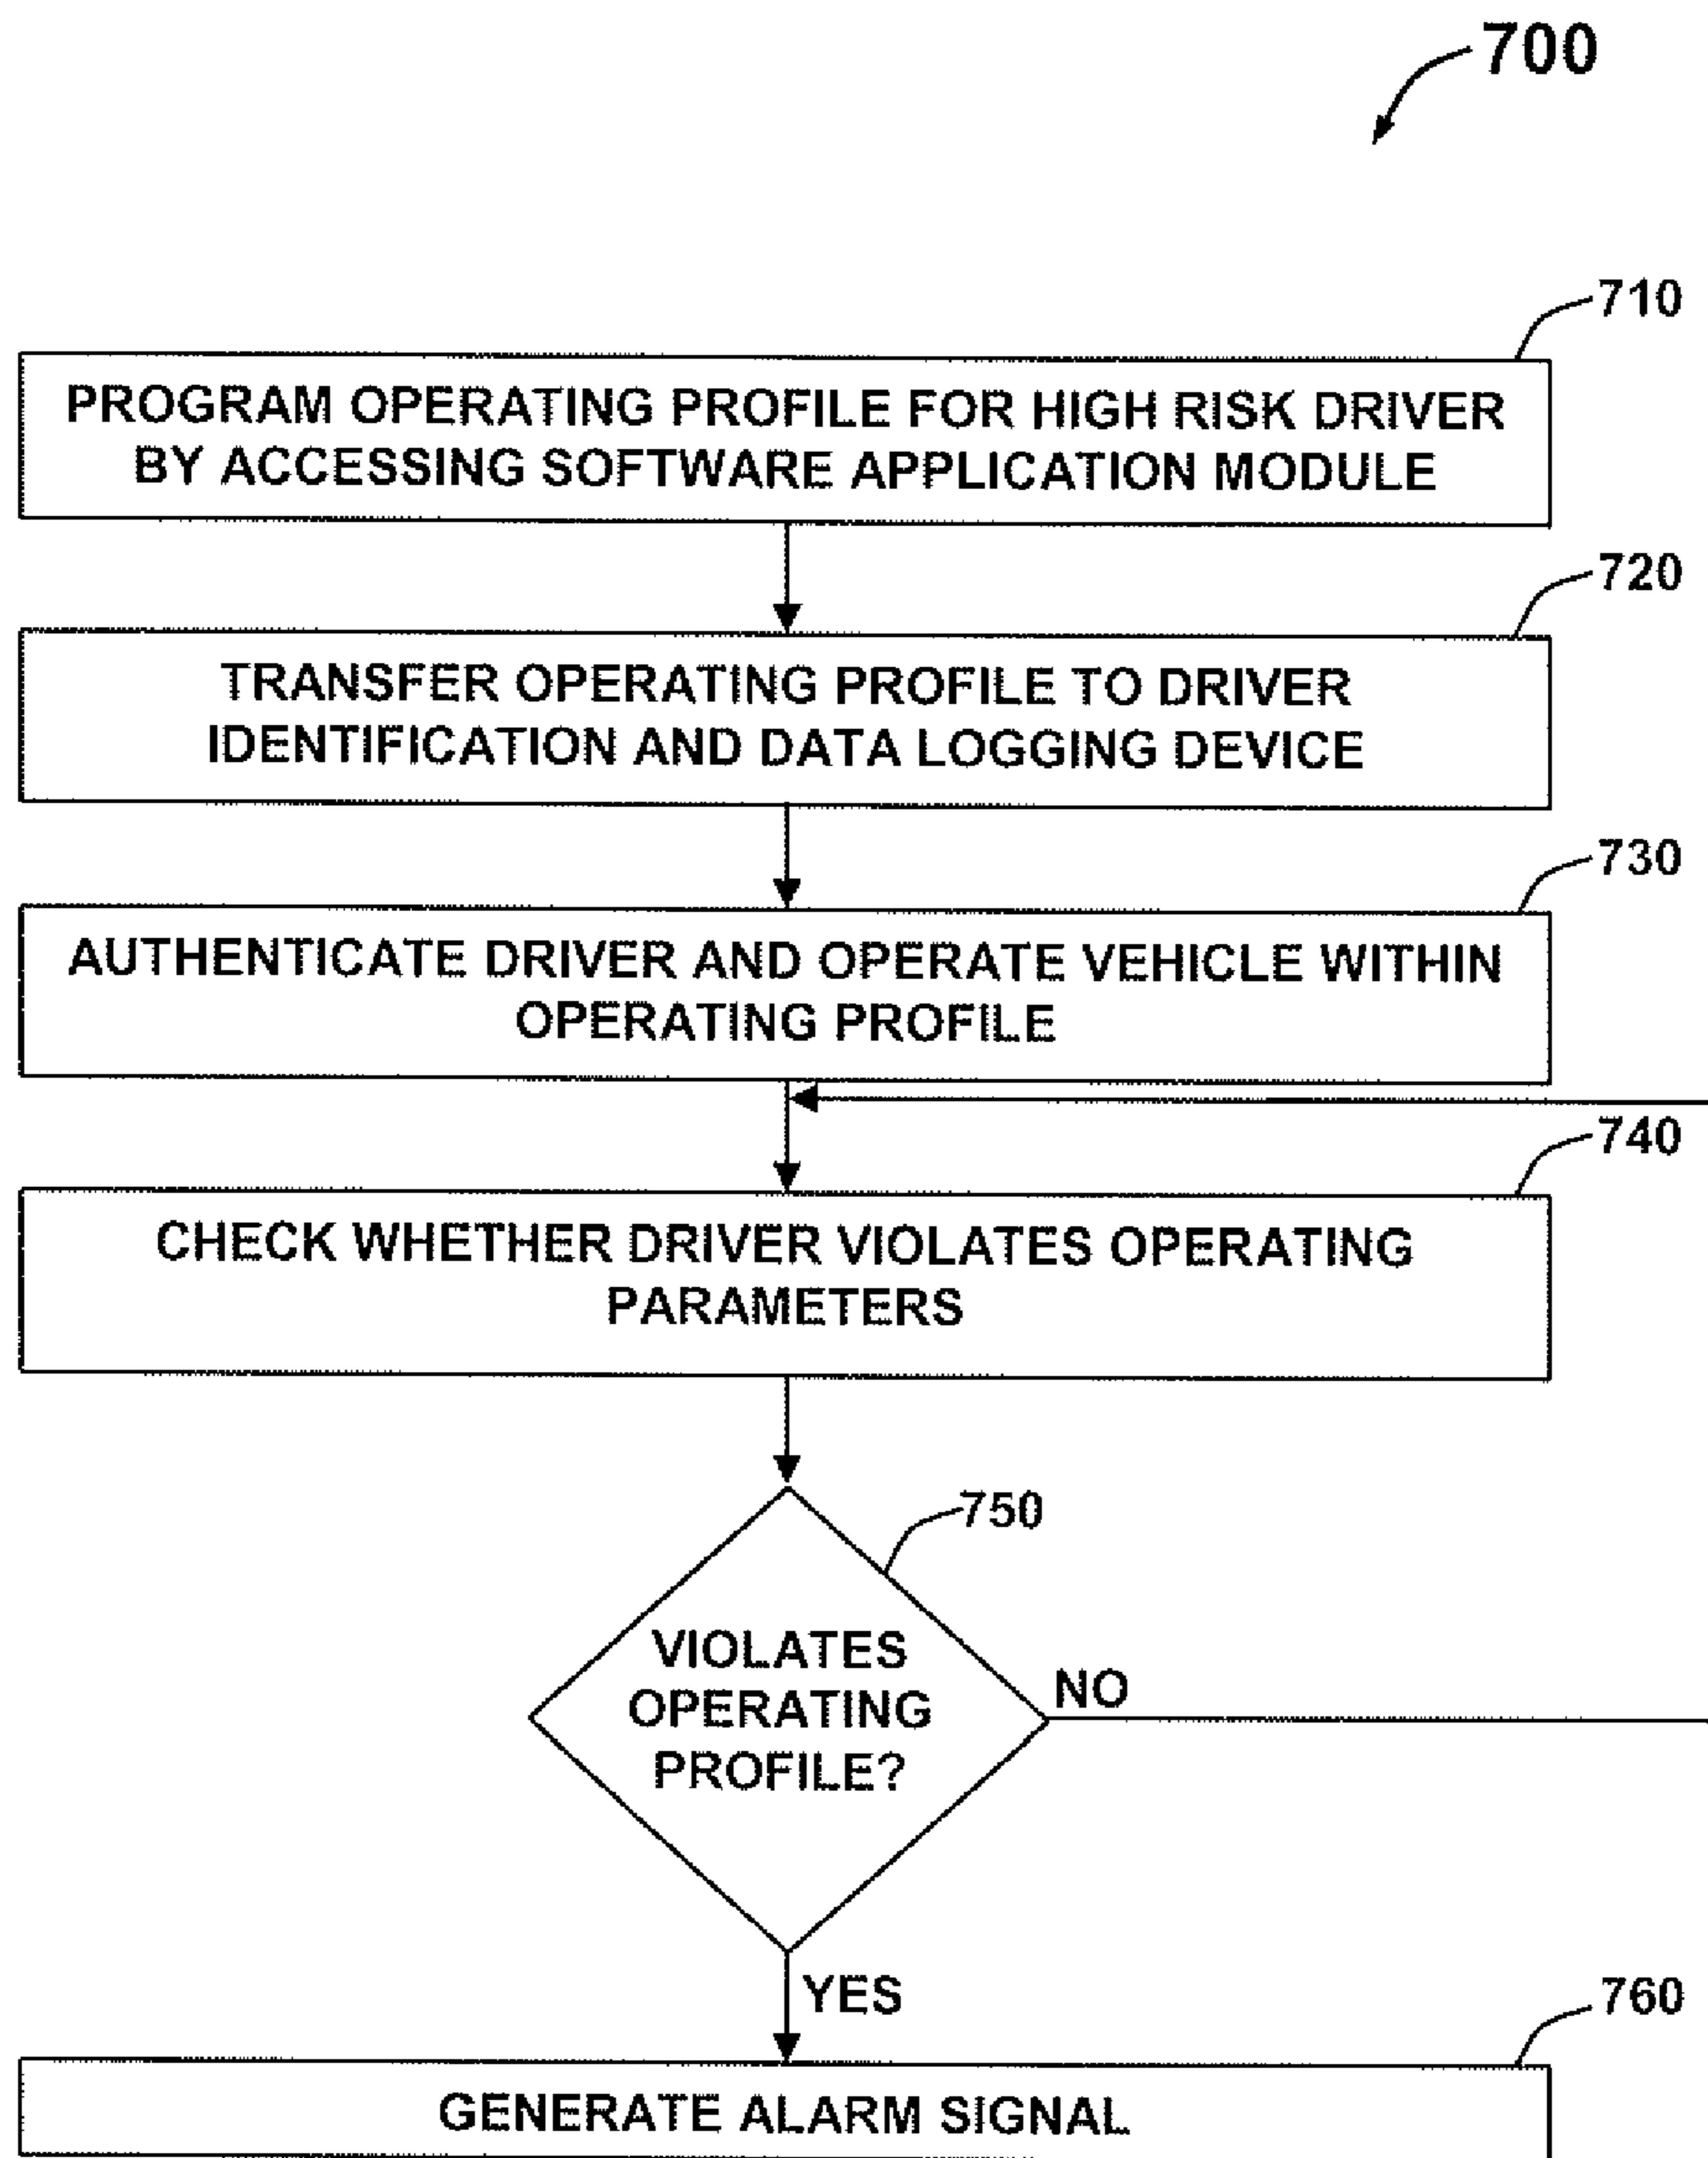 700
710
PROGRAM OPERATING PROFILE FOR HIGH RISK DRIVER
BY ACCESSING SOFTWARE APPLICATION MODULE
720
TRANSFER OPERATING PROFILE TO DRIVER
IDENTIFICATION AND DATA LOGGING DEVICE
730
AUTHENTICATE DRIVER AND OPERATE VEHICLE WITHIN
OPERATING PROFILE
740
CHECK WHETHER DRIVER VIOLATES OPERATING
PARAMETERS
750
VIOLATES
OPERATING
PROFILE?
NO
YES
760
GENERATE ALARM SIGNAL